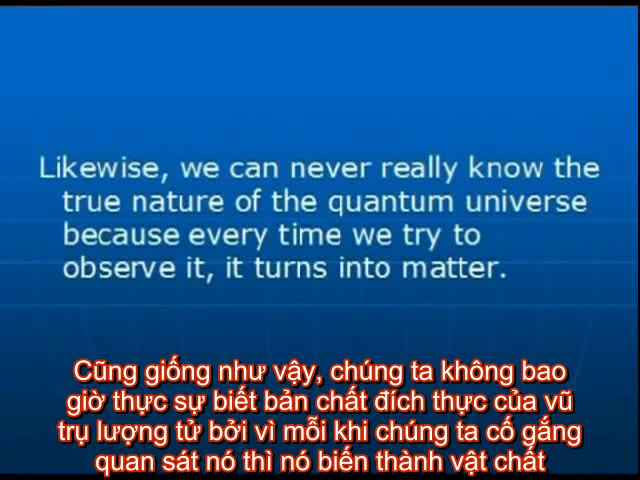 Likewise, we can never really know the
true nature of the quantum universe
because every time we try to
observe it, it turns into matter.
Cũng giống như vậy, chúng ta không bao
giờ thực sự biết bản chất đích thực của vũ
trụ lượng tử bởi vì mỗi khi chúng ta cố gắng
quan sát nó thì nó biến thành vật chất